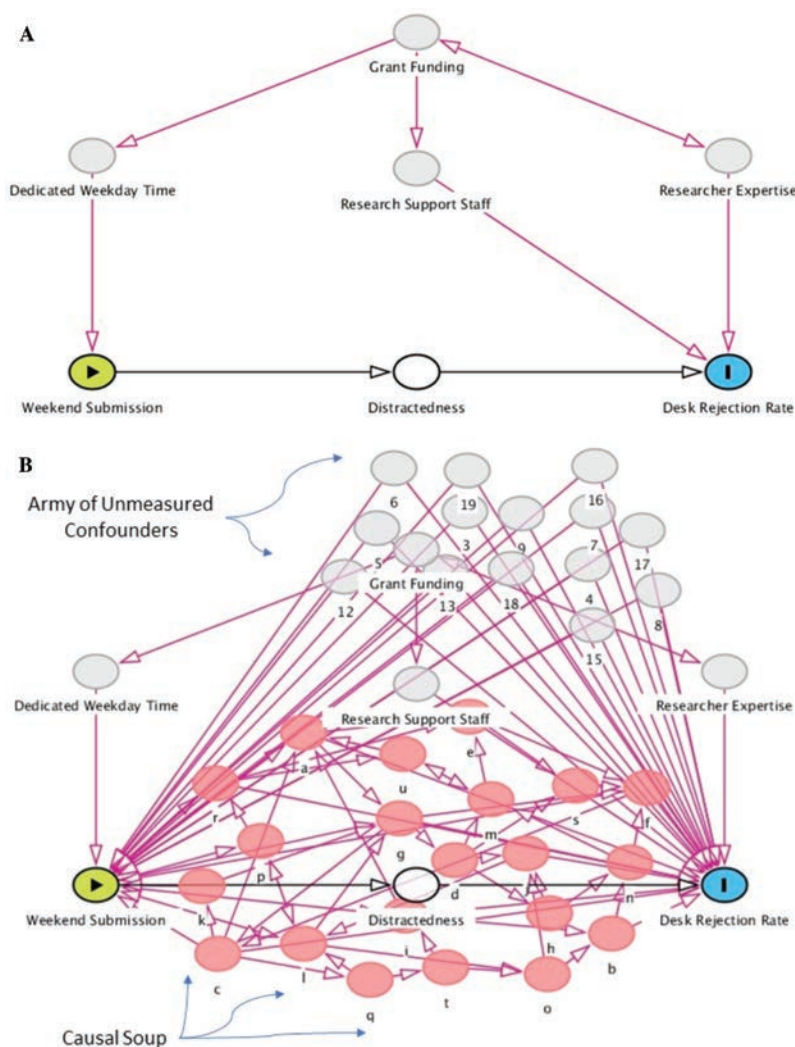 A
Grant Funding
Dedicated Weekday Time
Research Support Staff
Researcher Expertise
Weekend Submission
Distractedness
Desk Rejection Rate
B
Army of Unmeasured
Confounders
6
19
16
5
3
9
7
17
Grant Funding
12
13
18
4
8
15
Dedicated Weekday Time
Research Support Staff
Researcher Expertise
a
e
u
r
s
f
m
g
p
d
j
n
Weekend Submission
Distractedness
Desk Rejection Rate
k
h
i
b
c
l
t
o
q
Causal Soup